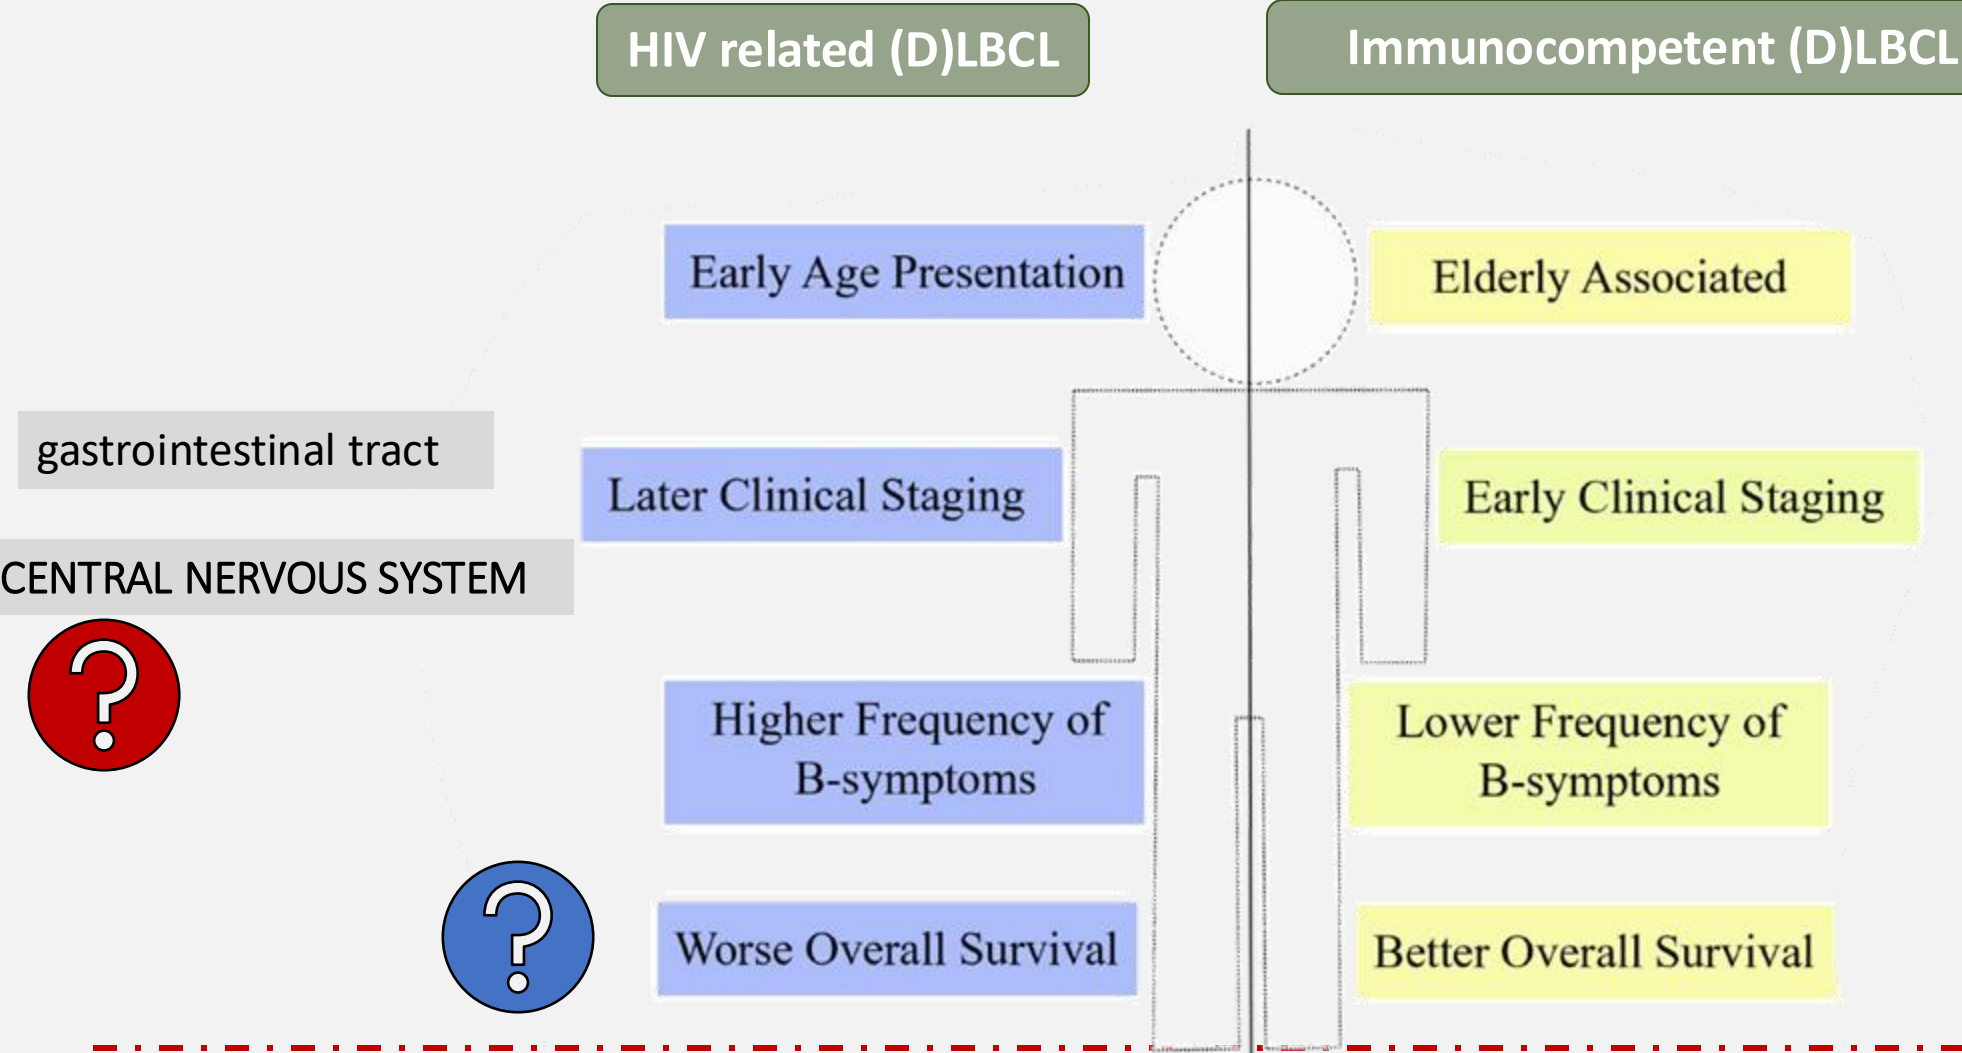 HIV related (D)LBCL
Immunocompetent (D)LBCL
Early Age Presentation
Elderly Associated
gastrointestinal tract
Later Clinical Staging
Early Clinical Staging
CENTRAL NERVOUS SYSTEM
?
Higher Frequency of
B-symptoms
Lower Frequency of
B-symptoms
?
Worse Overall Survival
Better Overall Survival